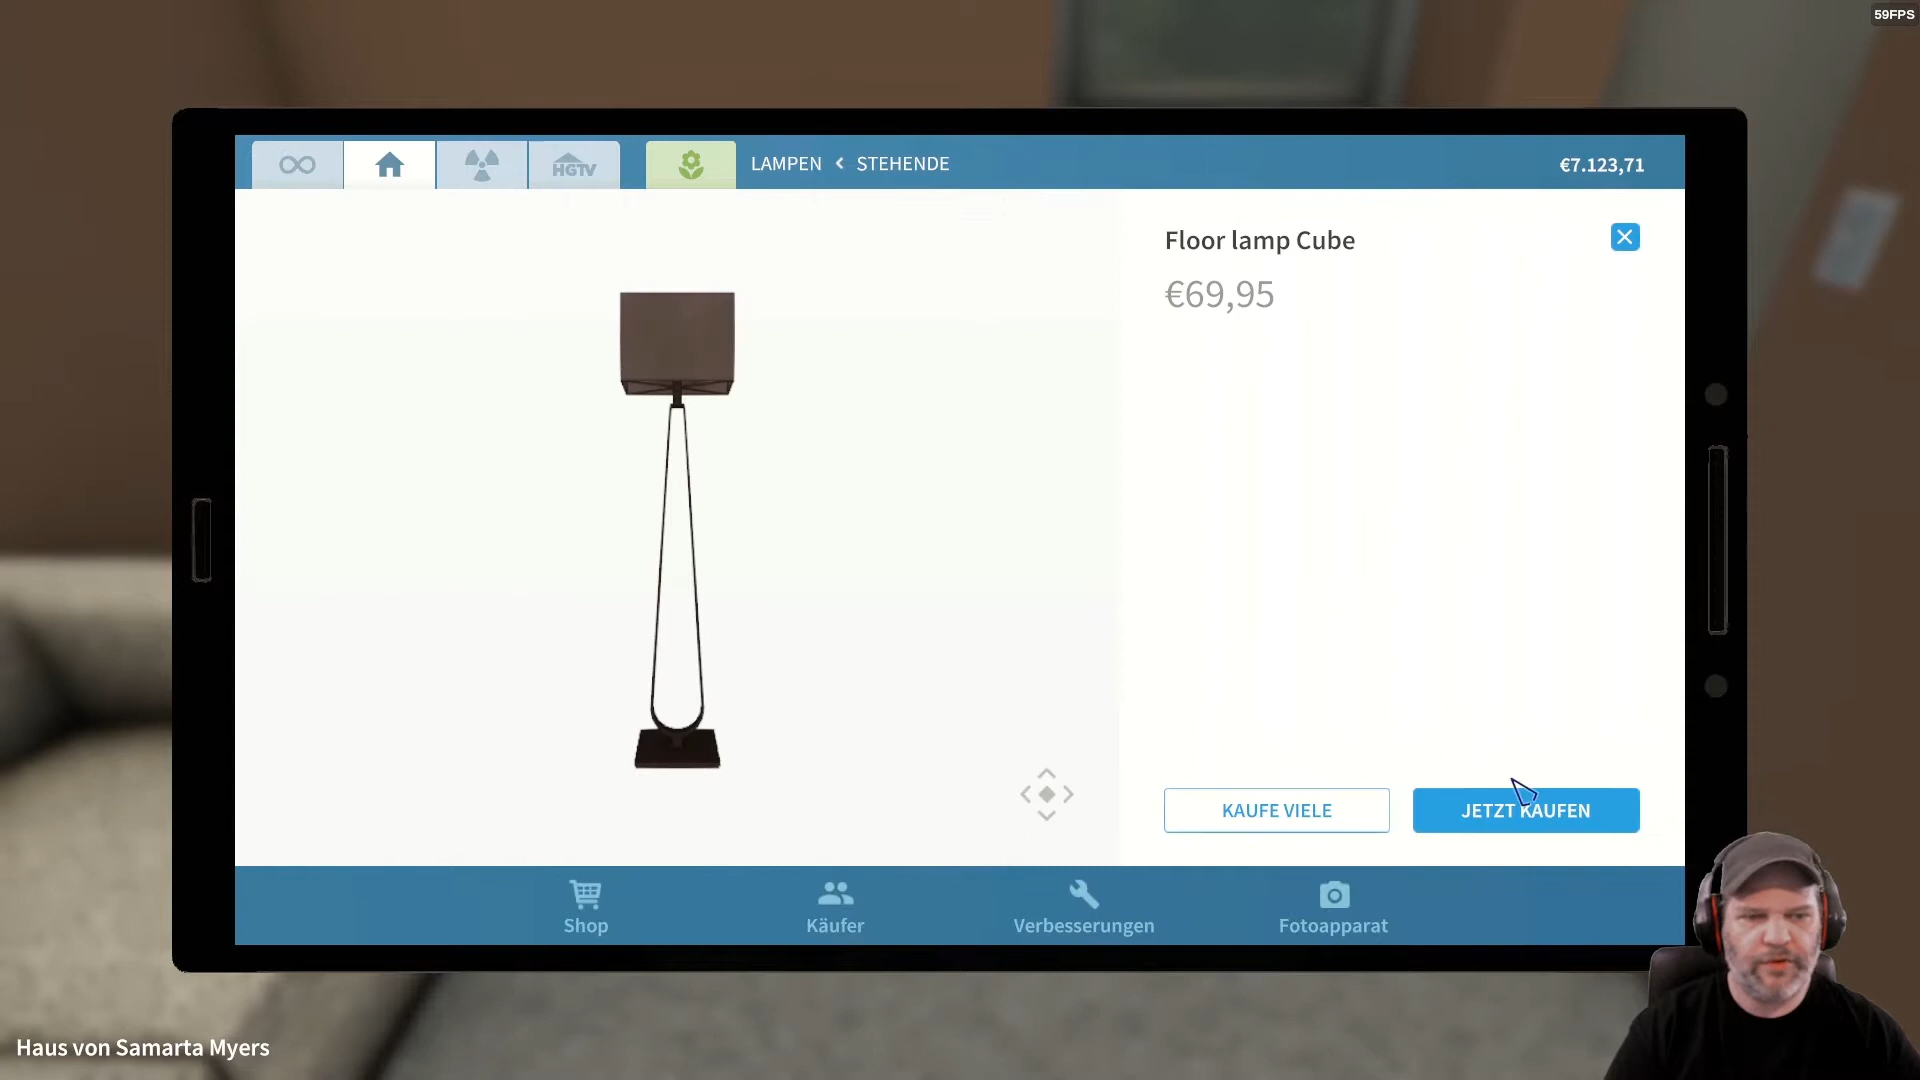 59FPS
HGTV
LAMPEN < STEHENDE
€7.123,71
Floor lamp Cube
€69,95
KAUFE VIELE
JETZT KAUFEN
Shop
Käufer
Verbesserungen
Fotoapparat
Haus von Samarta Myers